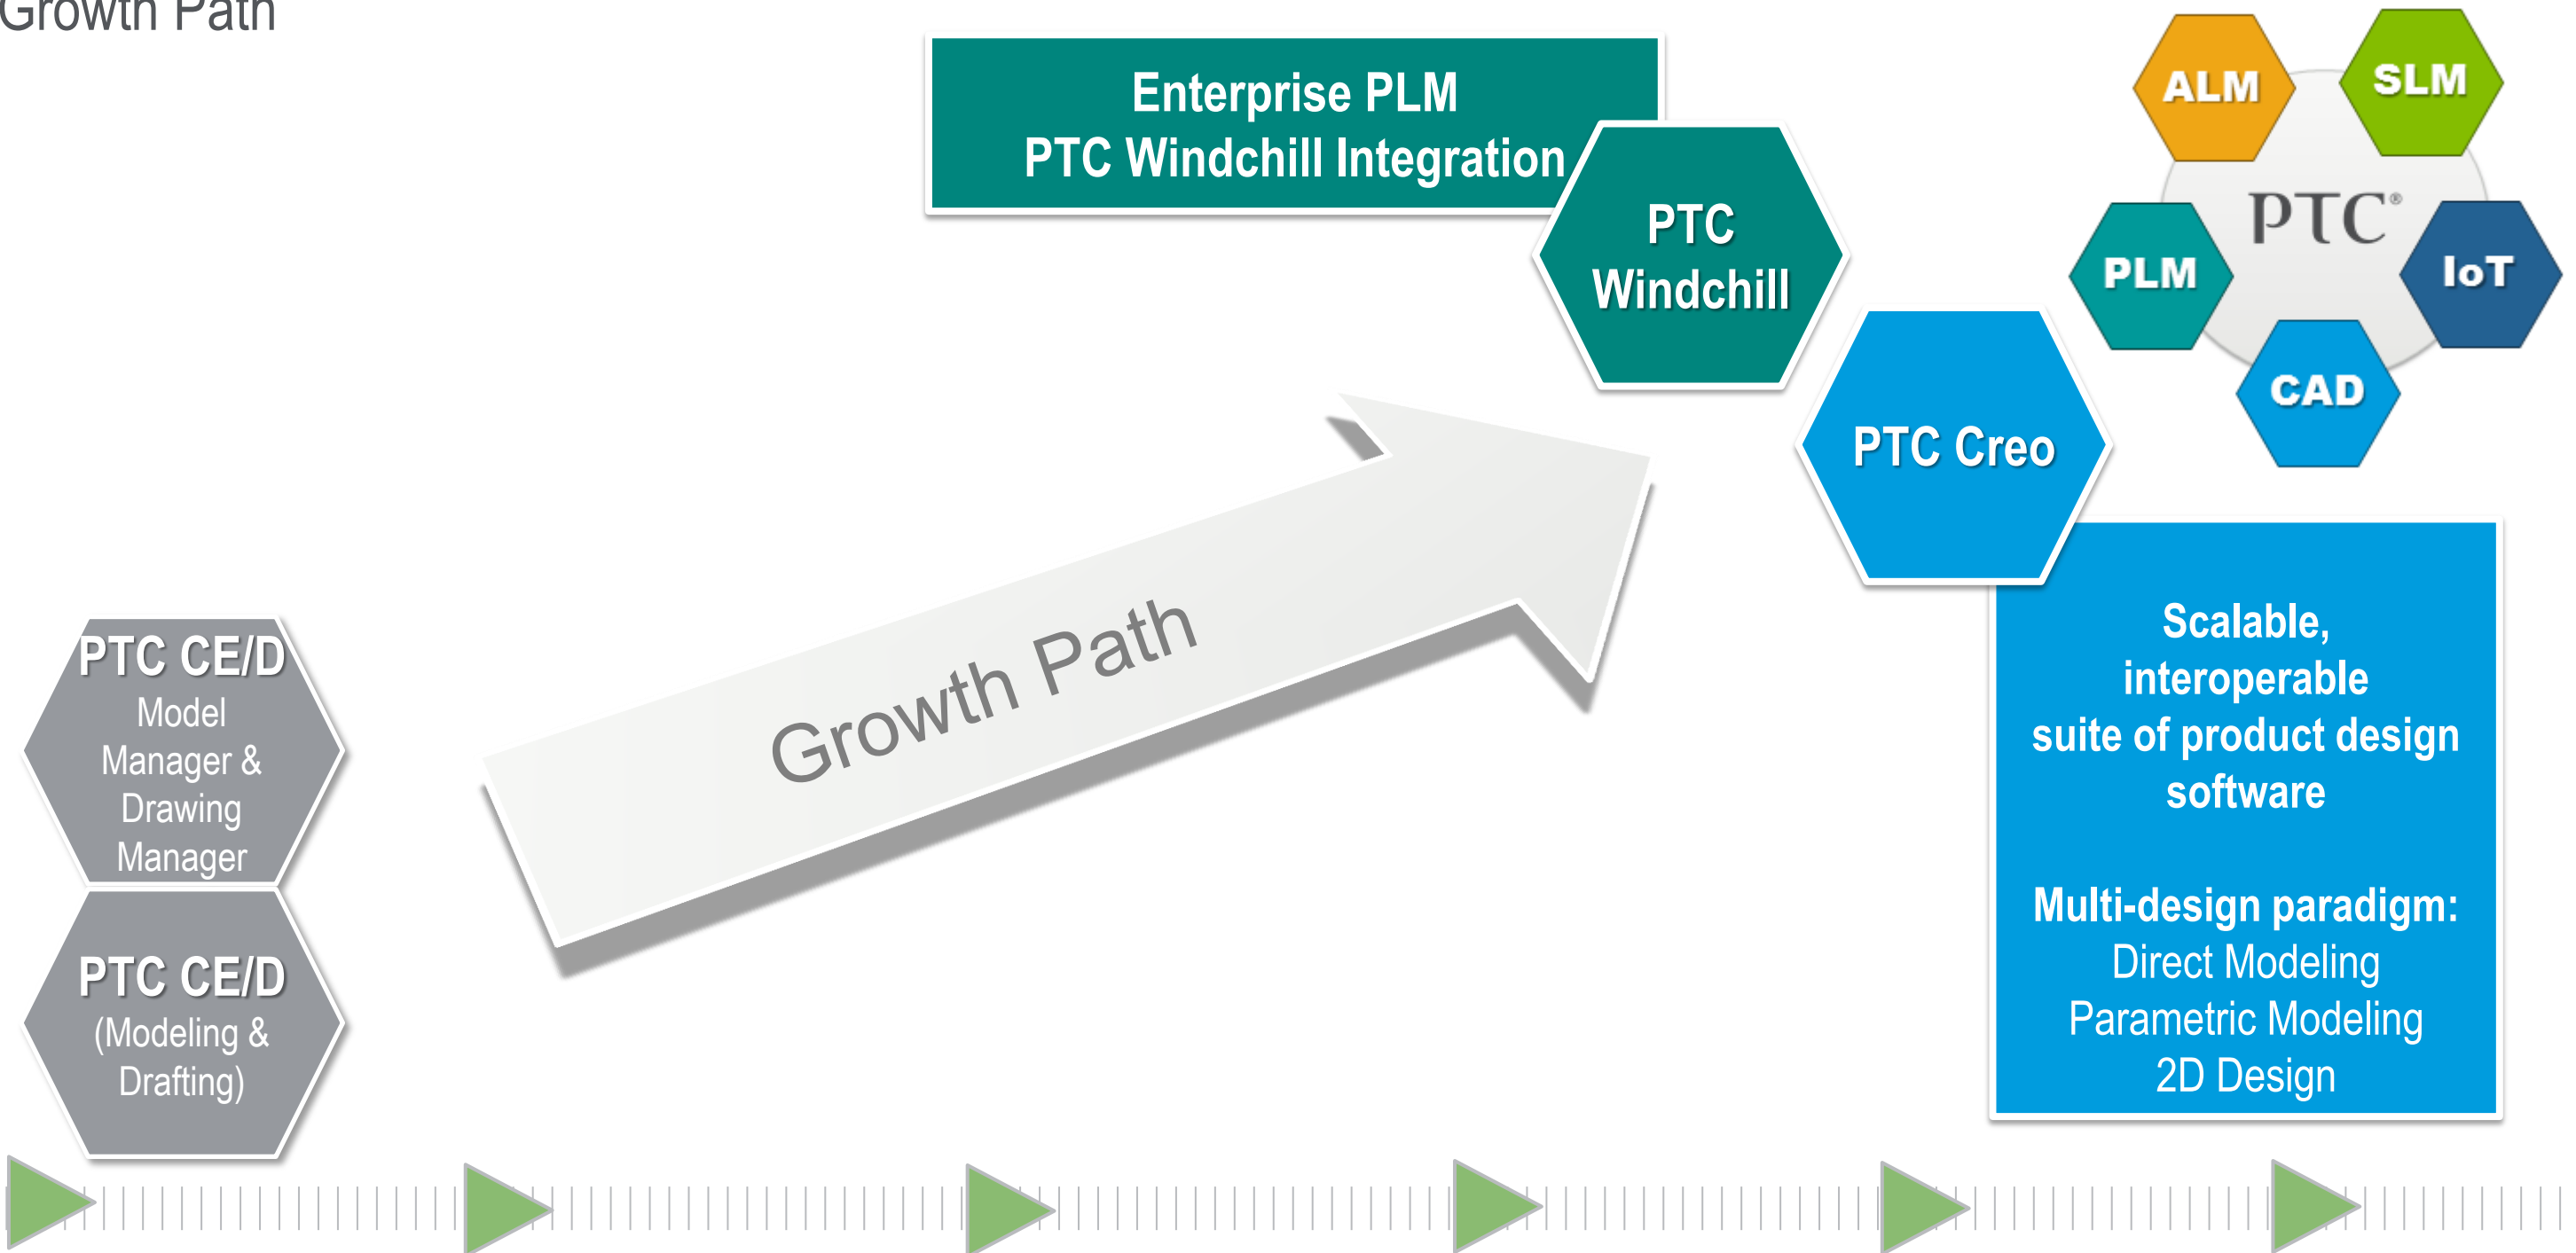 Growth Path
Enterprise PLM
PTC Windchill Integration
PTC
Windchill
PTC Creo
ALM
SLM
PTC®
PLM
IoT
CAD
Growth Path
PTC CE/D
Model
Manager &
Drawing
Manager
PTC CE/D
(Modeling &
Drafting)
Scalable,
interoperable
suite of product design
software
Multi-design paradigm:
Direct Modeling
Parametric Modeling
2D Design